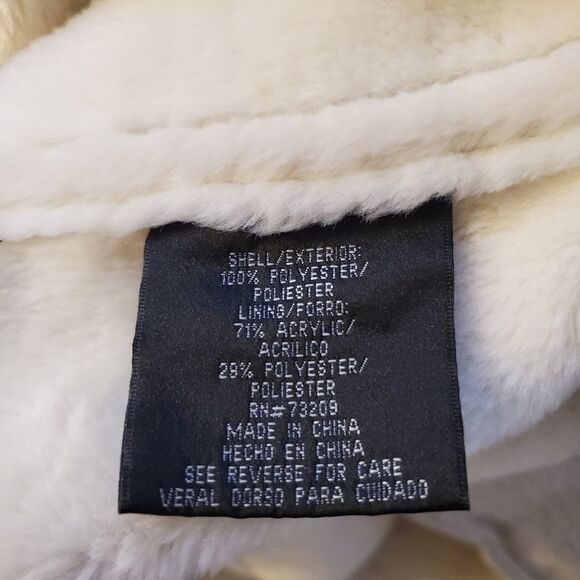 SHELL/EXTERIOR:
100% POLYESTER/
POLIESTER
LINING/FORRO:
71% ACRYLIC/
ACRILICO
29% POLYESTER/
POLIESTER
RN#73209
MADE IN CHINA
HECHO EN CHINA
SEE REVERSE FOR CARE
VERAL DORSO PARA CUIDADO